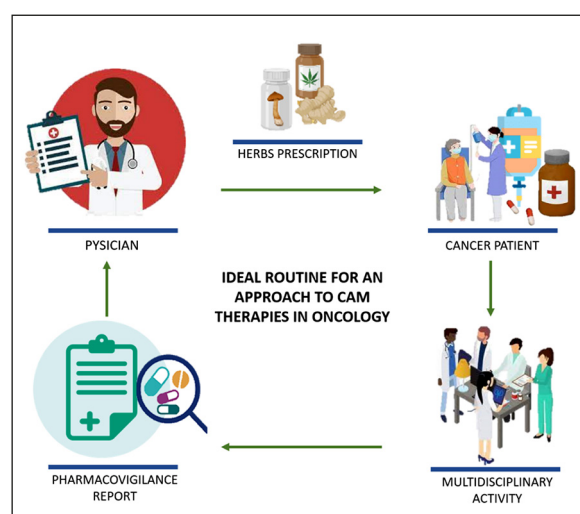 HERBS PRESCRIPTION
PYSICIAN
CANCER PATIENT
IDEAL ROUTINE FOR AN
APPROACH TO CAM
THERAPIES IN ONCOLOGY
PHARMACOVIGILANCE
REPORT
MULTIDISCIPLINARY
ACTIVITY